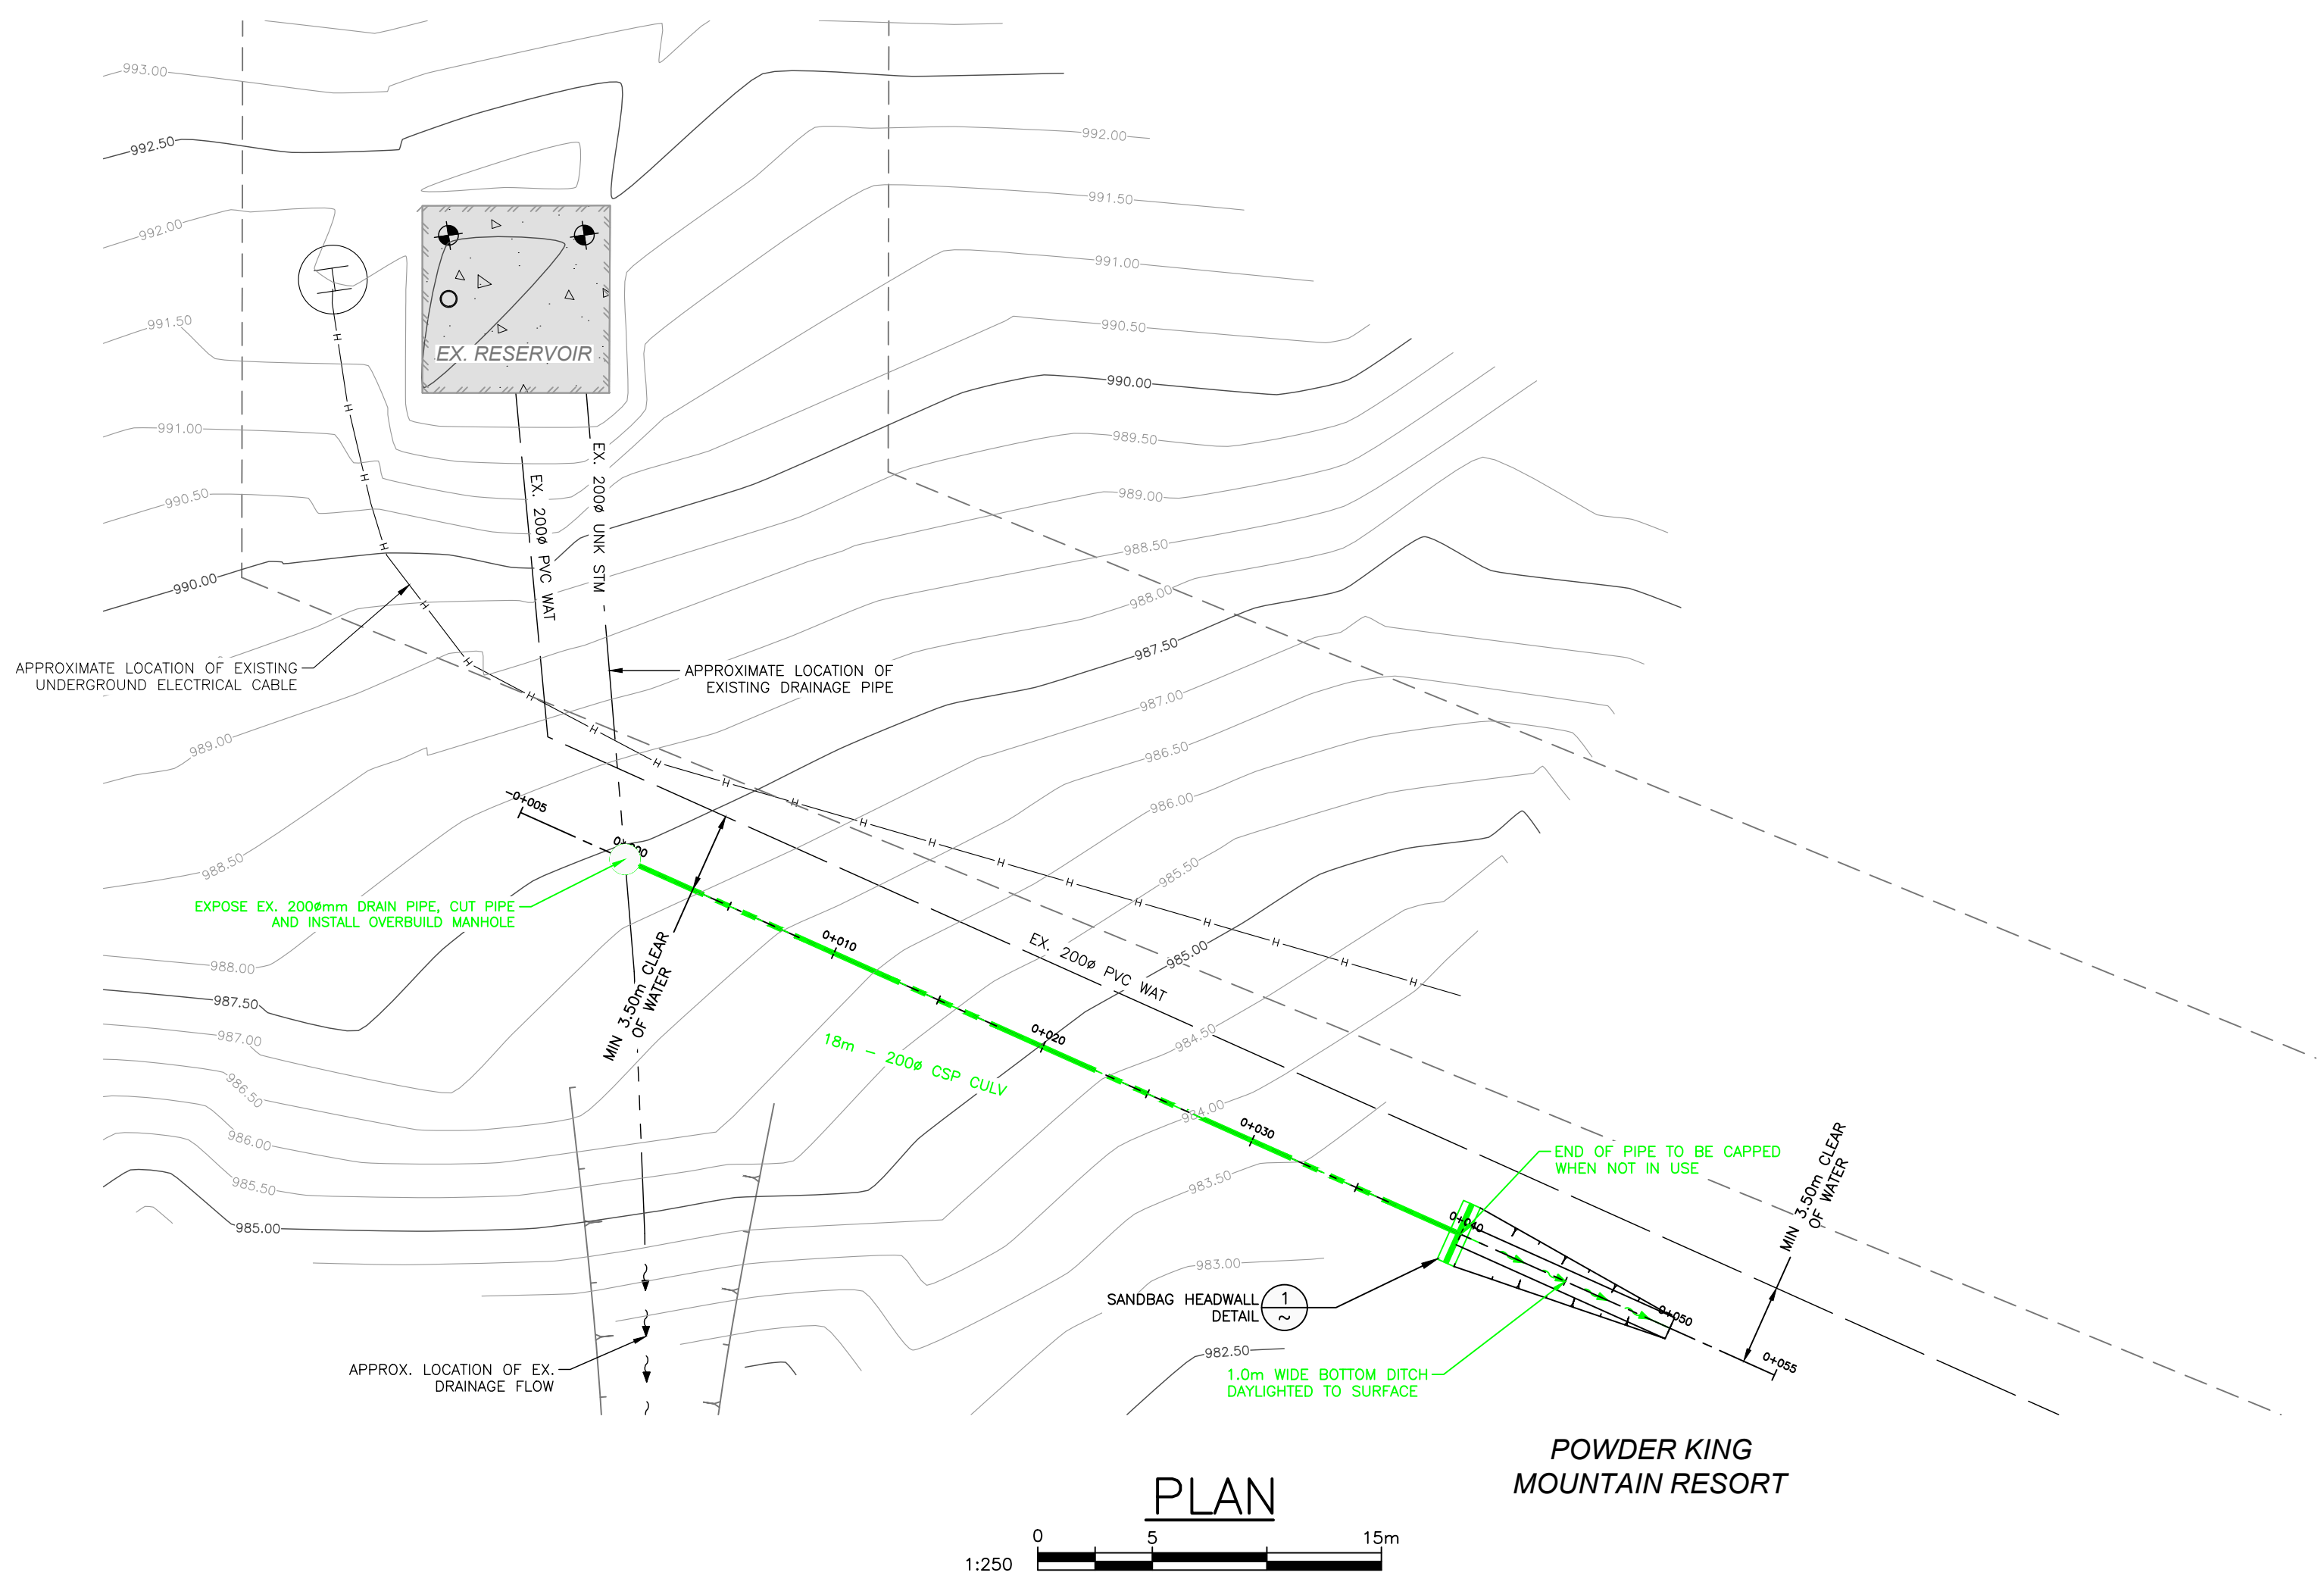 993.00
992.50
992.00
992.00
991.50
991.50
991.00
EX. RESERVOIR
990.50
990.00
991.00
989.50
990.50
989.00
EX. 200ø PVC WAT
EX. 200ø UNK STM
988.50
990.00
988.00
987.50
APPROXIMATE LOCATION OF EXISTING
UNDERGROUND ELECTRICAL CABLE
APPROXIMATE LOCATION OF
EXISTING DRAINAGE PIPE
987.00
989.00
986.50
986.00
-0+005
988.50
985.50
EXPOSE EX. 200ømm DRAIN PIPE, CUT PIPE
AND INSTALL OVERBUILD MANHOLE
0+010
EX. 200ø PVC WAT
985.00
988.00
987.50
MIN 3.50m CLEAR
OF WATER
987.00
0+020
984.50
18m - 200ø CSP CULV
986.50
984.00
986.00
0+030
985.50
983.50
END OF PIPE TO BE CAPPED
WHEN NOT IN USE
MIN 3.50m CLEAR
OF WATER
985.00
0+040
983.00
SANDBAG HEADWALL
DETAIL
1
~
0+050
982.50
0+055
APPROX. LOCATION OF EX.
DRAINAGE FLOW
1.0m WIDE BOTTOM DITCH
DAYLIGHTED TO SURFACE
POWDER KING
MOUNTAIN RESORT
PLAN
0 5 15m
1:250